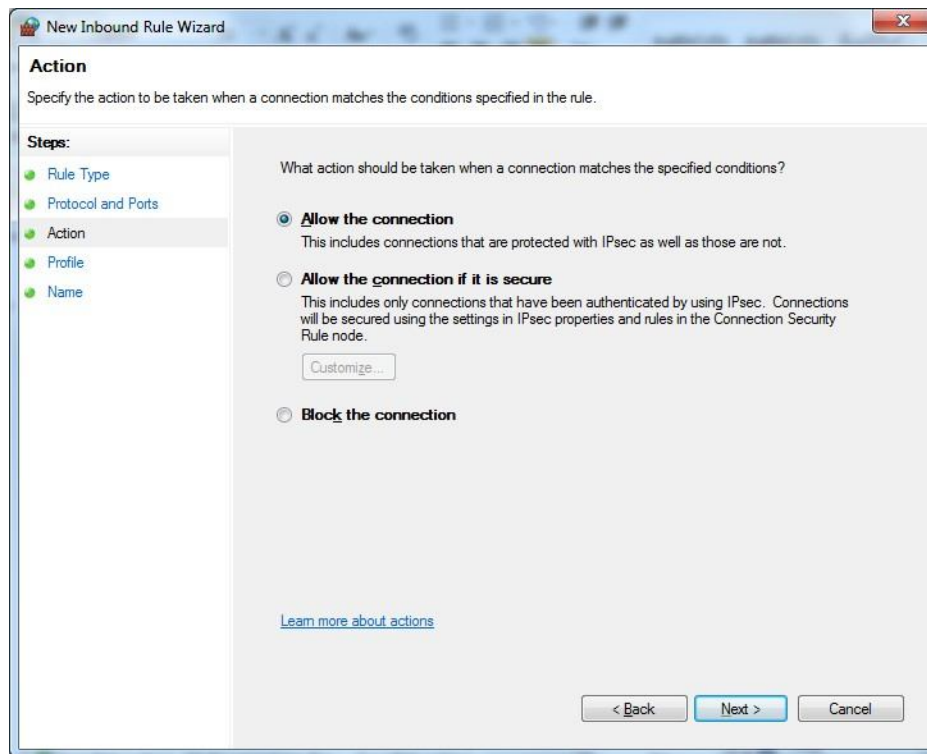 New Inbound Rule Wizard
Action
Specify the action to be taken when a connection matches the conditions specified in the rule.
Steps:
Rule Type
Protocol and Ports
Action
Profile
Name
What action should be taken when a connection matches the specified conditions?
Allow the connection
This includes connections that are protected with IPsec as well as those are not.
Allow the connection if it is secure
This includes only connections that have been authenticated by using IPsec. Connections
will be secured using the settings in IPsec properties and rules in the Connection Security
Rule node.
Customize...
Block the connection
Learn more about actions
< Back
Next >
Cancel